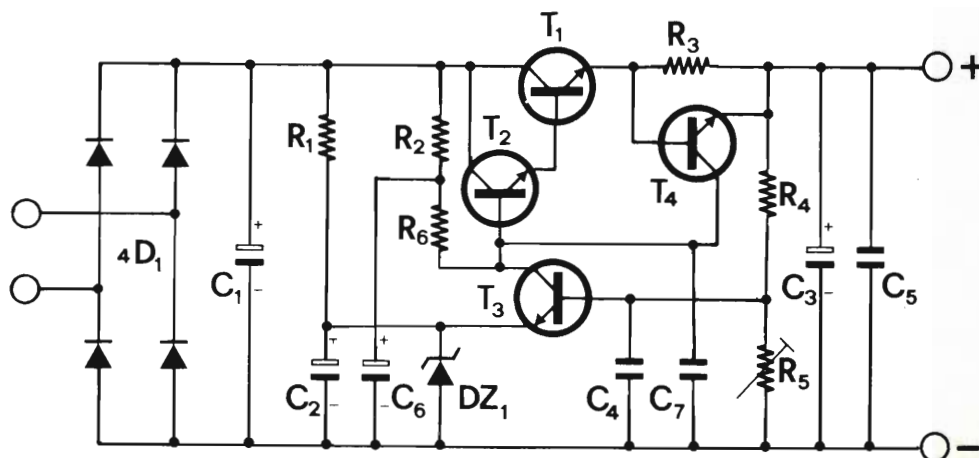 T1
R3
+
R1
R2
T2
T4
R4
4D1
+
C1
-
R6
T3
+
C3
-
C5
+
C2
-
+
C6
-
DZ1
C4
C7
R5
-